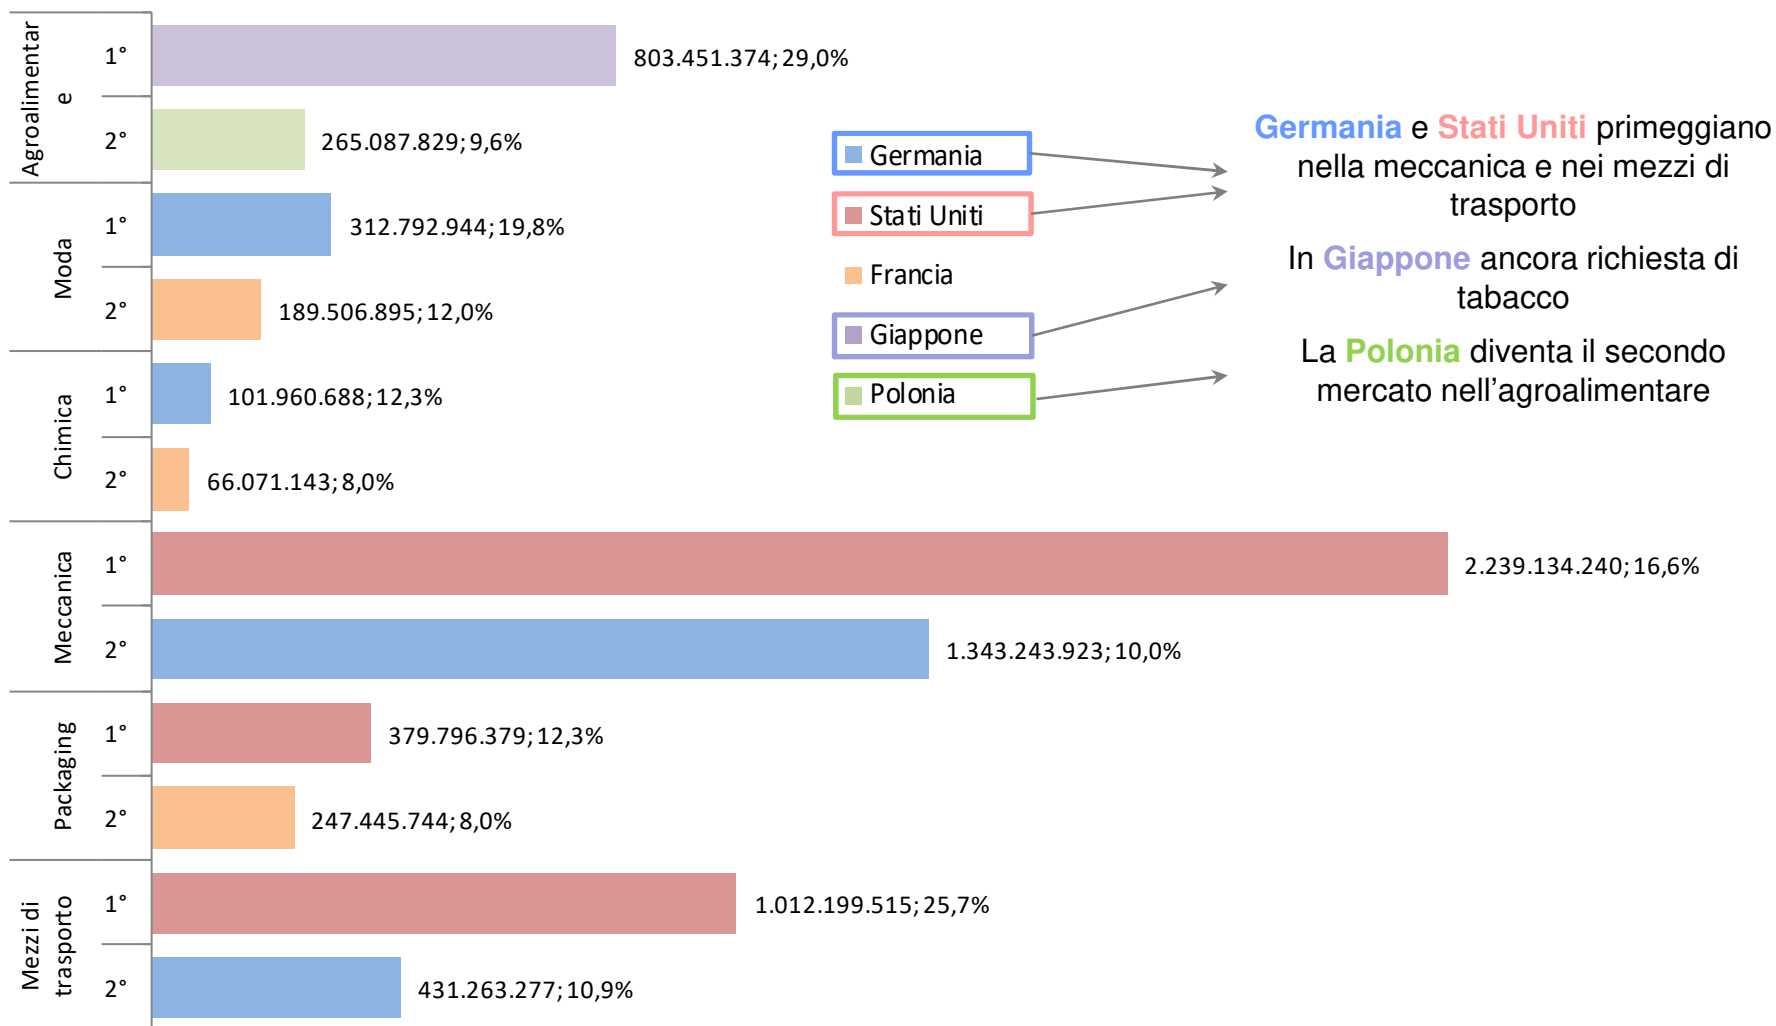 Agroalimentar
e
1°
803.451.374; 29,0%
2°
265.087.829; 9,6%
Moda
1°
312.792.944; 19,8%
2°
189.506.895; 12,0%
Chimica
1°
101.960.688; 12,3%
2°
66.071.143; 8,0%
Meccanica
1°
2.239.134.240; 16,6%
2°
1.343.243.923; 10,0%
Packaging
1°
379.796.379; 12,3%
2°
247.445.744; 8,0%
Mezzi di
trasporto
1°
1.012.199.515; 25,7%
2°
431.263.277; 10,9%
Germania
Stati Uniti
Francia
Giappone
Polonia
Germania e Stati Uniti primeggiano
nella meccanica e nei mezzi di
trasporto
In Giappone ancora richiesta di
tabacco
La Polonia diventa il secondo
mercato nell'agroalimentare